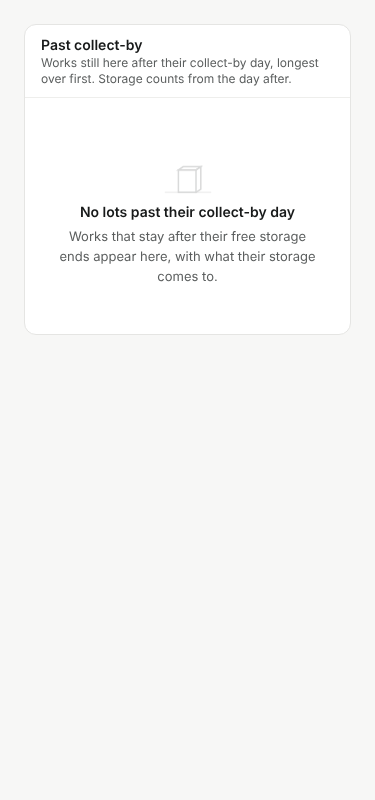 Past collect-by
Works still here after their collect-by day, longest
over first. Storage counts from the day after.
No lots past their collect-by day
Works that stay after their free storage
ends appear here, with what their storage
comes to.